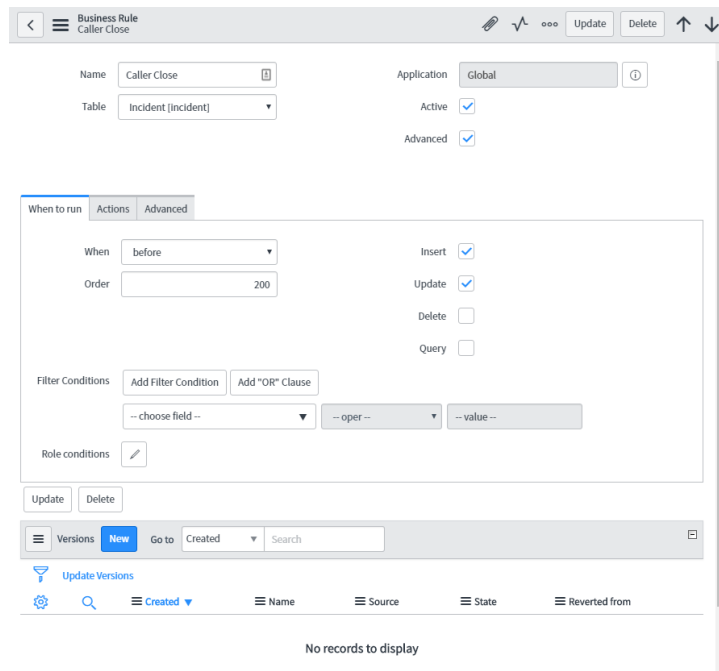 Business Rule
Caller Close
Update Delete
Name Caller Close Application Global
Table Incident [incident] Active
Advanced
When to run Actions Advanced
When before Insert
Order 200 Update
Delete
Query
Filter Conditions Add Filter Condition Add "OR" Clause
-- choose field -- -- oper -- -- value --
Role conditions
Update Delete
Versions New Go to Created Search
Update Versions
Created Name Source State Reverted from
No records to display